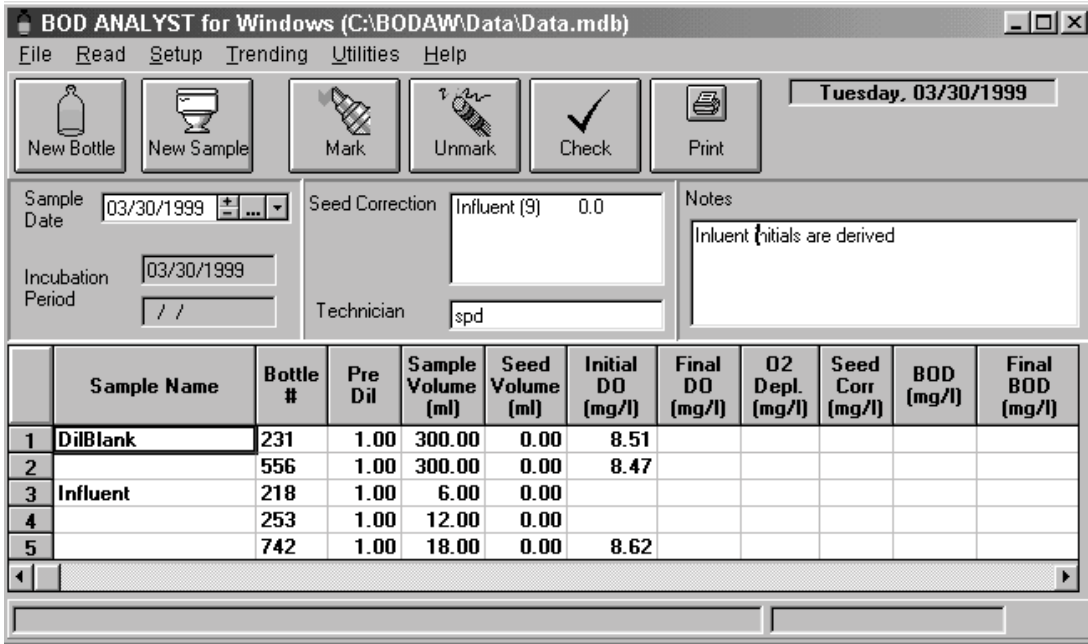 BOD ANALYST for Windows (C:\BODAW\Data\Data.mdb)
File Read Setup Trending Utilities Help
New Bottle New Sample Mark Unmark Check Print
Tuesday, 03/30/1999
Sample Date 03/30/1999 ...
Incubation Period 03/30/1999
/ /
Seed Correction Influent (9) 0.0
Technician spd
Notes
Inluent initials are derived
Sample Name Bottle # Pre Dil Sample Volume (ml) Seed Volume (ml) Initial DO (mg/l) Final DO (mg/l) O2 Depl. (mg/l) Seed Corr (mg/l) BOD (mg/l) Final BOD (mg/l)
1 DilBlank 231 1.00 300.00 0.00 8.51
2 556 1.00 300.00 0.00 8.47
3 Influent 218 1.00 6.00 0.00
4 253 1.00 12.00 0.00
5 742 1.00 18.00 0.00 8.62